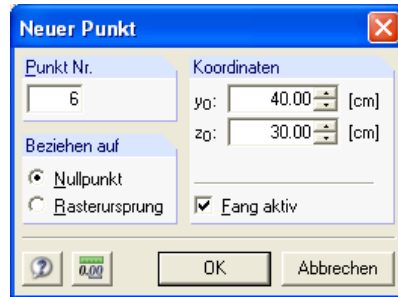 Neuer Punkt
Punkt Nr.
6
Koordinaten
y0: 40.00 [cm]
z0: 30.00 [cm]
Beziehen auf
Nullpunkt
Rasterursprung
Fang aktiv
0.00
OK
Abbrechen